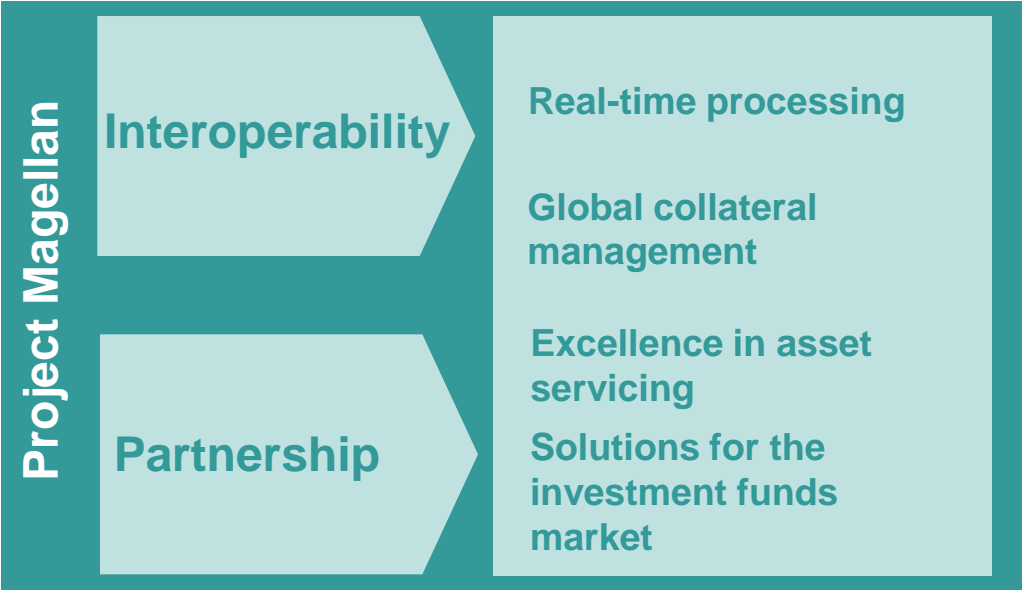 Project Magellan
Interoperability
Partnership
Real-time processing
Global collateral
management
Excellence in asset
servicing
Solutions for the
investment funds
market